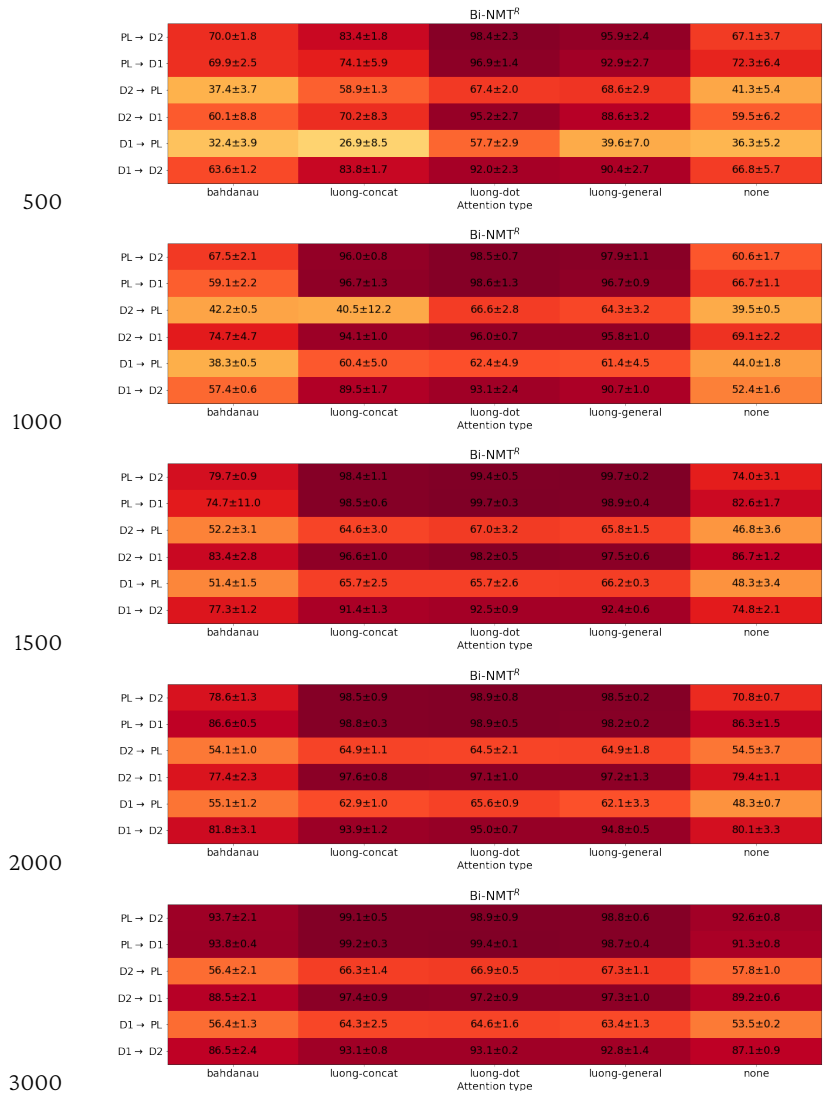 Bi-NMT^R
PL → D2 70.0±1.8 83.4±1.8 98.4±2.3 95.9±2.4 67.1±3.7
PL → D1 69.9±2.5 74.1±5.9 96.9±1.4 92.9±2.7 72.3±6.4
D2 → PL 37.4±3.7 58.9±1.3 67.4±2.0 68.6±2.9 41.3±5.4
D2 → D1 60.1±8.8 70.2±8.3 95.2±2.7 88.6±3.2 59.5±6.2
D1 → PL 32.4±3.9 26.9±8.5 57.7±2.9 39.6±7.0 36.3±5.2
D1 → D2 63.6±1.2 83.8±1.7 92.0±2.3 90.4±2.7 66.8±5.7
bahdanau luong-concat luong-dot luong-general none
500
Attention type
Bi-NMT^R
PL → D2 67.5±2.1 96.0±0.8 98.5±0.7 97.9±1.1 60.6±1.7
PL → D1 59.1±2.2 96.7±1.3 98.6±1.3 96.7±0.9 66.7±1.1
D2 → PL 42.2±0.5 40.5±12.2 66.6±2.8 64.3±3.2 39.5±0.5
D2 → D1 74.7±4.7 94.1±1.0 96.0±0.7 95.8±1.0 69.1±2.2
D1 → PL 38.3±0.5 60.4±5.0 62.4±4.9 61.4±4.5 44.0±1.8
D1 → D2 57.4±0.6 89.5±1.7 93.1±2.4 90.7±1.0 52.4±1.6
bahdanau luong-concat luong-dot luong-general none
1000
Attention type
Bi-NMT^R
PL → D2 79.7±0.9 98.4±1.1 99.4±0.5 99.7±0.2 74.0±3.1
PL → D1 74.7±11.0 98.5±0.6 99.7±0.3 98.9±0.4 82.6±1.7
D2 → PL 52.2±3.1 64.6±3.0 67.0±3.2 65.8±1.5 46.8±3.6
D2 → D1 83.4±2.8 96.6±1.0 98.2±0.5 97.5±0.6 86.7±1.2
D1 → PL 51.4±1.5 65.7±2.5 65.7±2.6 66.2±0.3 48.3±3.4
D1 → D2 77.3±1.2 91.4±1.3 92.5±0.9 92.4±0.6 74.8±2.1
bahdanau luong-concat luong-dot luong-general none
1500
Attention type
Bi-NMT^R
PL → D2 78.6±1.3 98.5±0.9 98.9±0.8 98.5±0.2 70.8±0.7
PL → D1 86.6±0.5 98.8±0.3 98.9±0.5 98.2±0.2 86.3±1.5
D2 → PL 54.1±1.0 64.9±1.1 64.5±2.1 64.9±1.8 54.5±3.7
D2 → D1 77.4±2.3 97.6±0.8 97.1±1.0 97.2±1.3 79.4±1.1
D1 → PL 55.1±1.2 62.9±1.0 65.6±0.9 62.1±3.3 48.3±0.7
D1 → D2 81.8±3.1 93.9±1.2 95.0±0.7 94.8±0.5 80.1±3.3
bahdanau luong-concat luong-dot luong-general none
2000
Attention type
Bi-NMT^R
PL → D2 93.7±2.1 99.1±0.5 98.9±0.9 98.8±0.6 92.6±0.8
PL → D1 93.8±0.4 99.2±0.3 99.4±0.1 98.7±0.4 91.3±0.8
D2 → PL 56.4±2.1 66.3±1.4 66.9±0.5 67.3±1.1 57.8±1.0
D2 → D1 88.5±2.1 97.4±0.9 97.2±0.9 97.3±1.0 89.2±0.6
D1 → PL 56.4±1.3 64.3±2.5 64.6±1.6 63.4±1.3 53.5±0.2
D1 → D2 86.5±2.4 93.1±0.8 93.1±0.2 92.8±1.4 87.1±0.9
bahdanau luong-concat luong-dot luong-general none
3000
Attention type